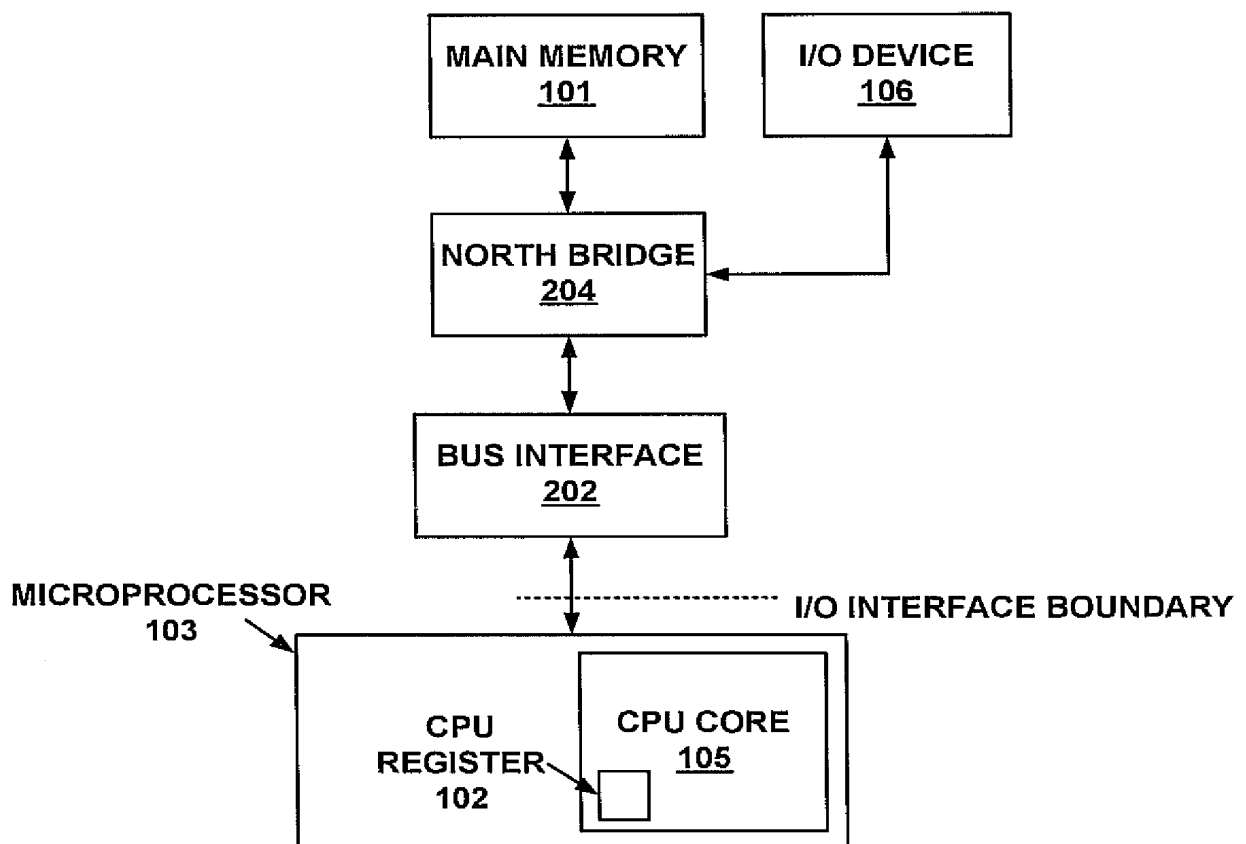 MAIN MEMORY
101
I/O DEVICE
106
NORTH BRIDGE
204
BUS INTERFACE
202
MICROPROCESSOR
103
I/O INTERFACE BOUNDARY
CPU
REGISTER
102
CPU CORE
105